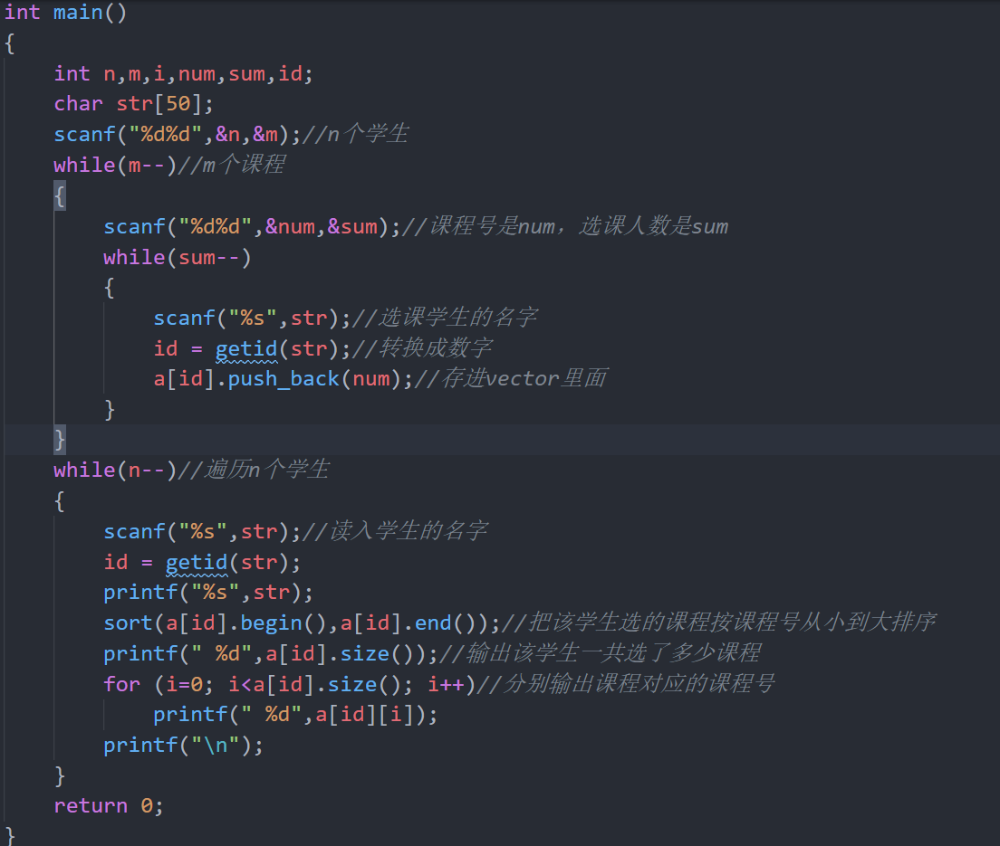 int main()
{
    int n,m,i,num,sum,id;
    char str[50];
    scanf("%d%d",&n,&m);//n个学生
    while(m--)//m个课程
    {
        scanf("%d%d",&num,&sum);//课程号是num，选课人数是sum
        while(sum--)
        {
            scanf("%s",str);//选课学生的名字
            id = getid(str);//转换成数字
            a[id].push_back(num);//存进vector里面
        }
    }
    while(n--)//遍历n个学生
    {
        scanf("%s",str);//读入学生的名字
        id = getid(str);
        printf("%s",str);
        sort(a[id].begin(),a[id].end());//把该学生选的课程按课程号从小到大排序
        printf(" %d",a[id].size());//输出该学生一共选了多少课程
        for (i=0; i<a[id].size(); i++)//分别输出课程对应的课程号
            printf(" %d",a[id][i]);
        printf("\n");
    }
    return 0;
}